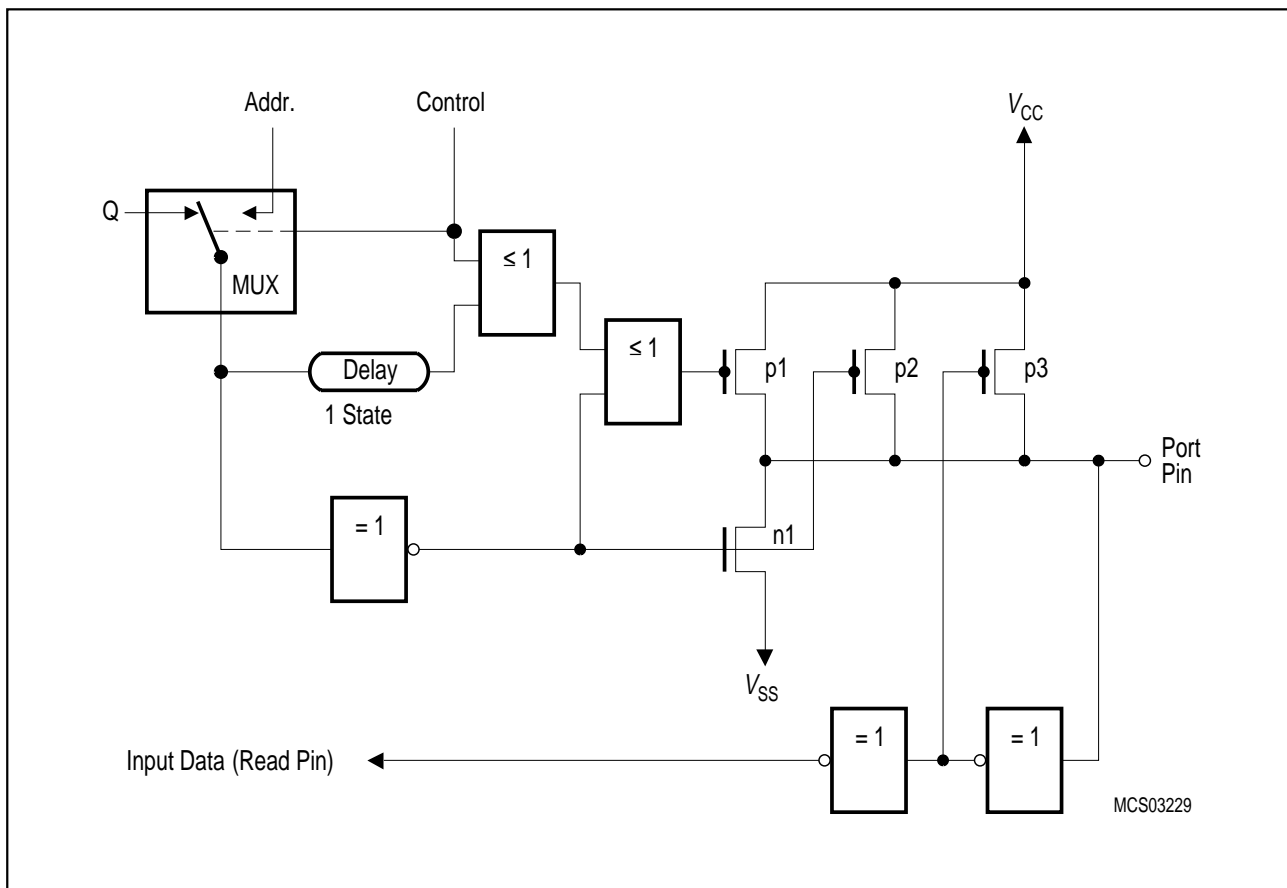 Addr.
Control
V_CC
Q
MUX
≤ 1
≤ 1
Delay
1 State
p1
p2
p3
Port
Pin
= 1
n1
V_SS
= 1
= 1
Input Data (Read Pin)
MCS03229